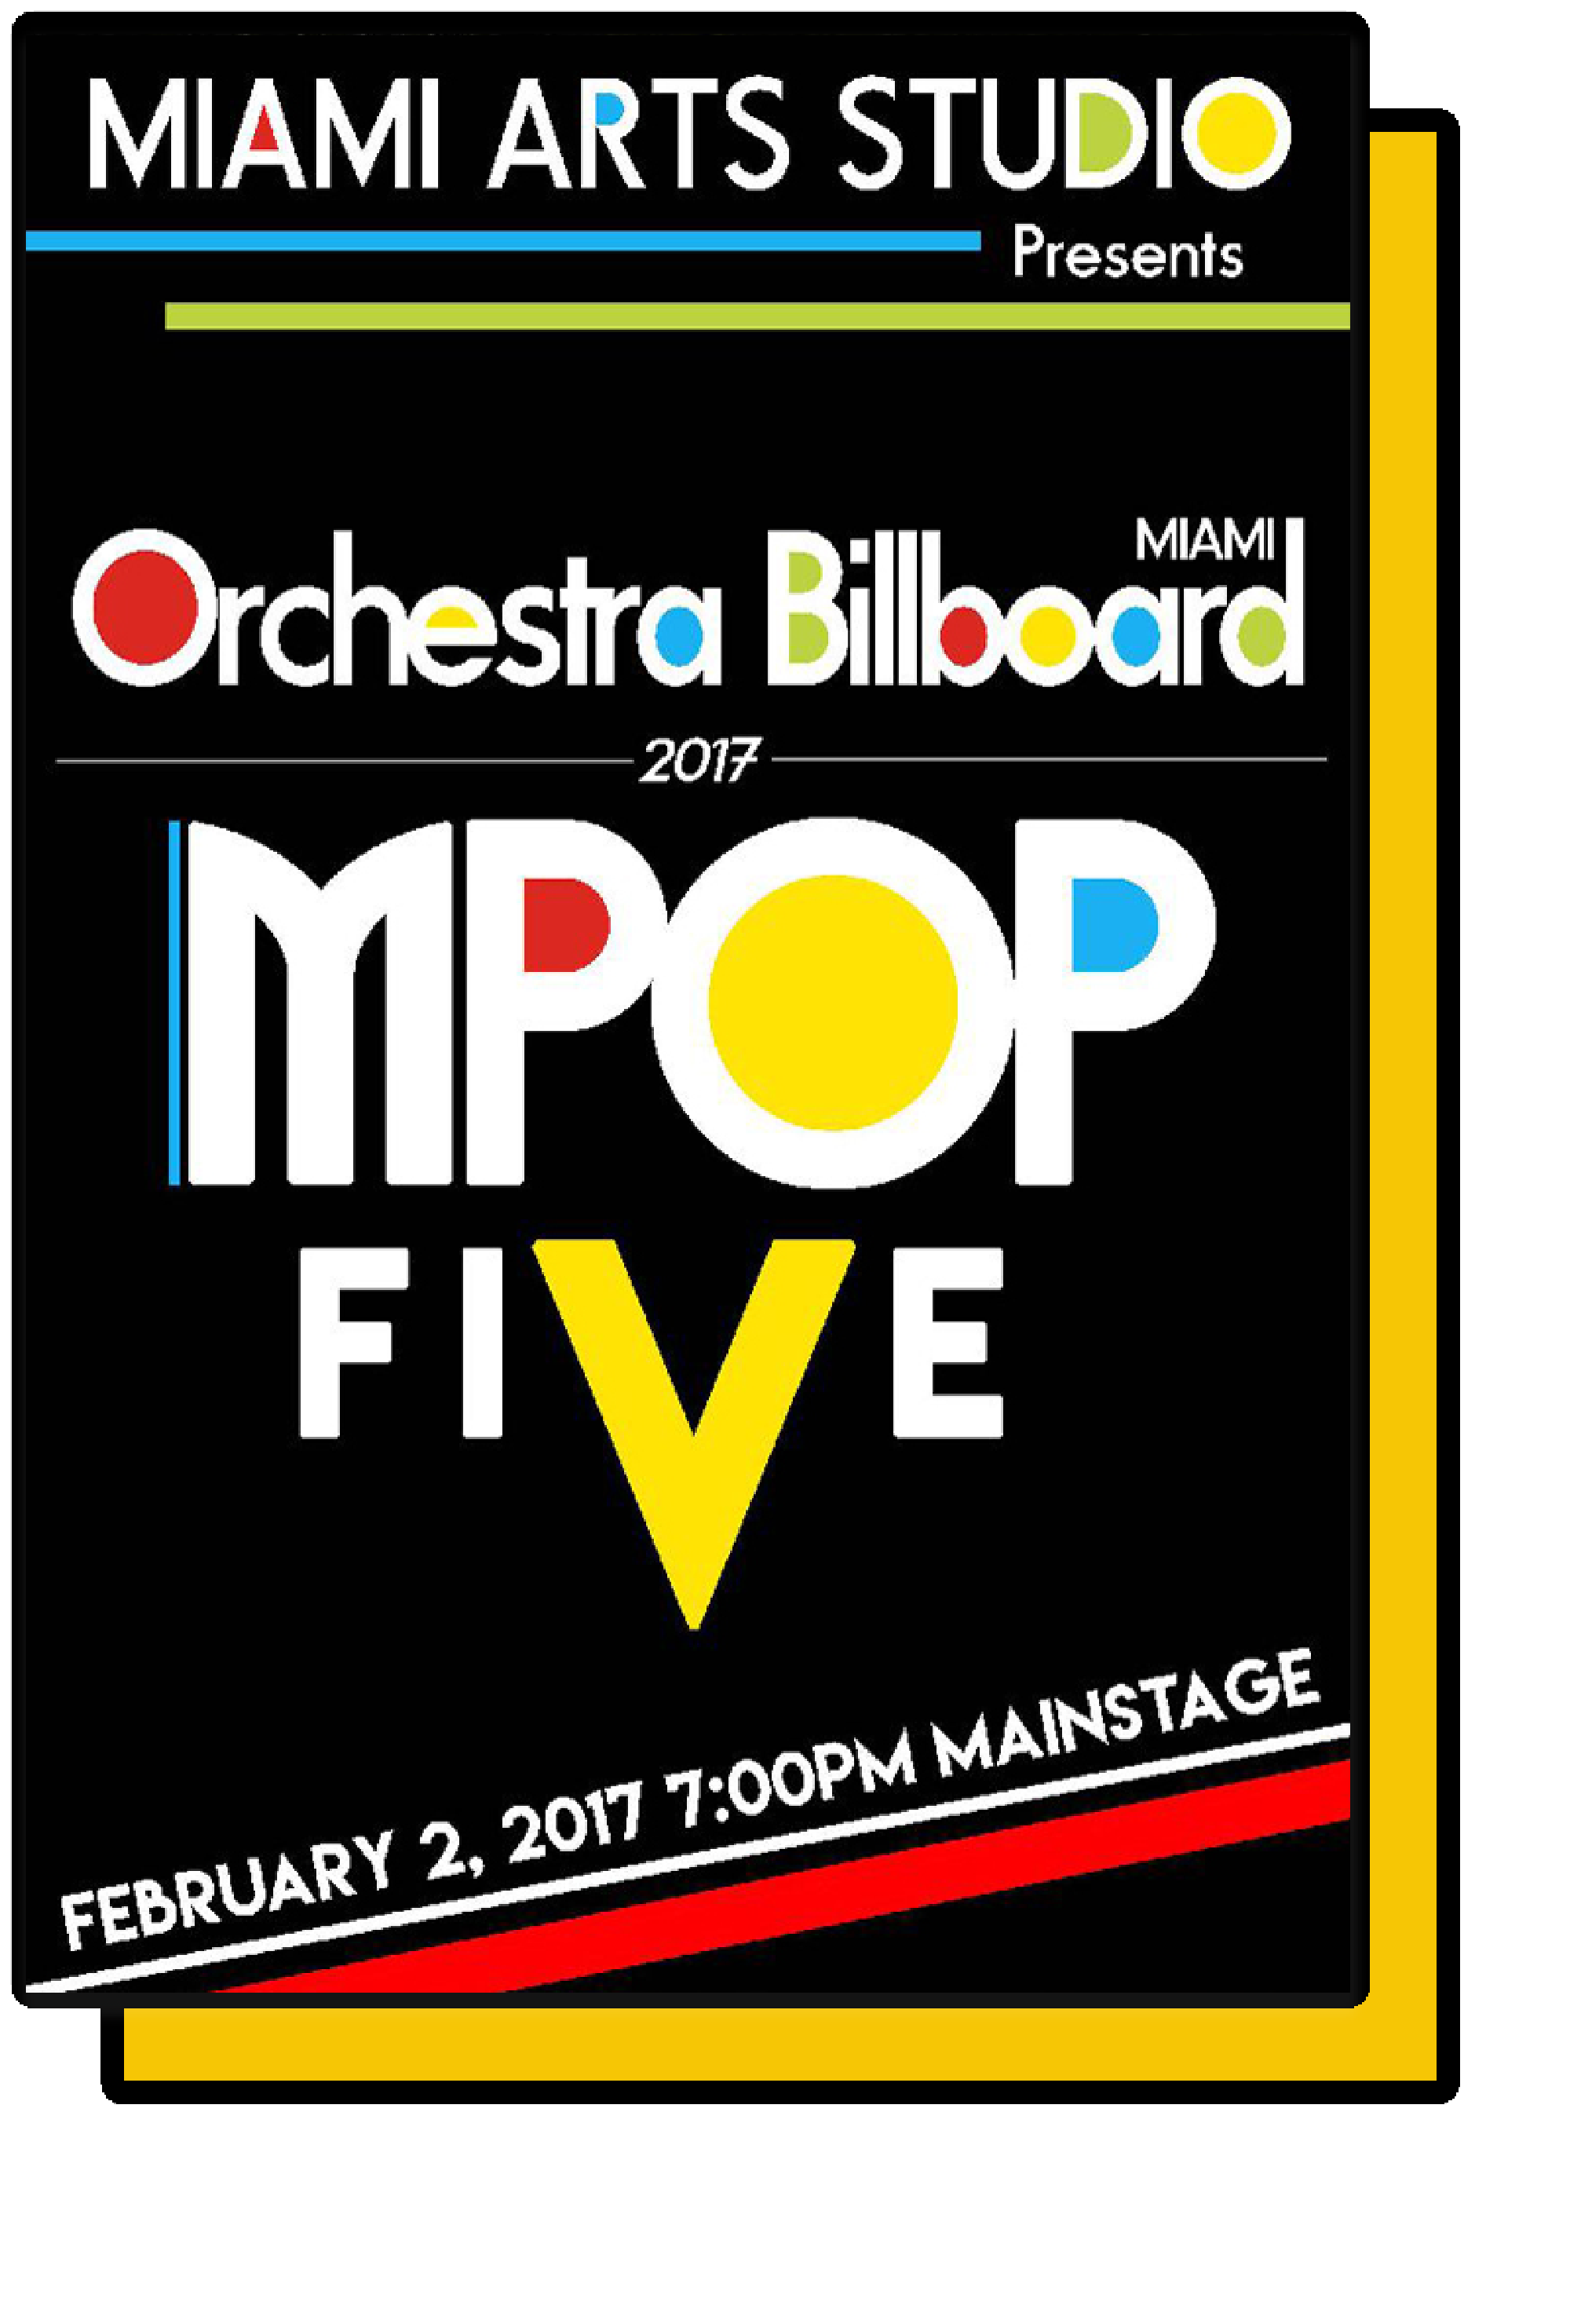 MIAMI ARTS STUDIO
Presents
MIAMI
Orchestra Billboard
2017
MPOP
FIVE
FEBRUARY 2, 2017 7:00PM MAINSTAGE